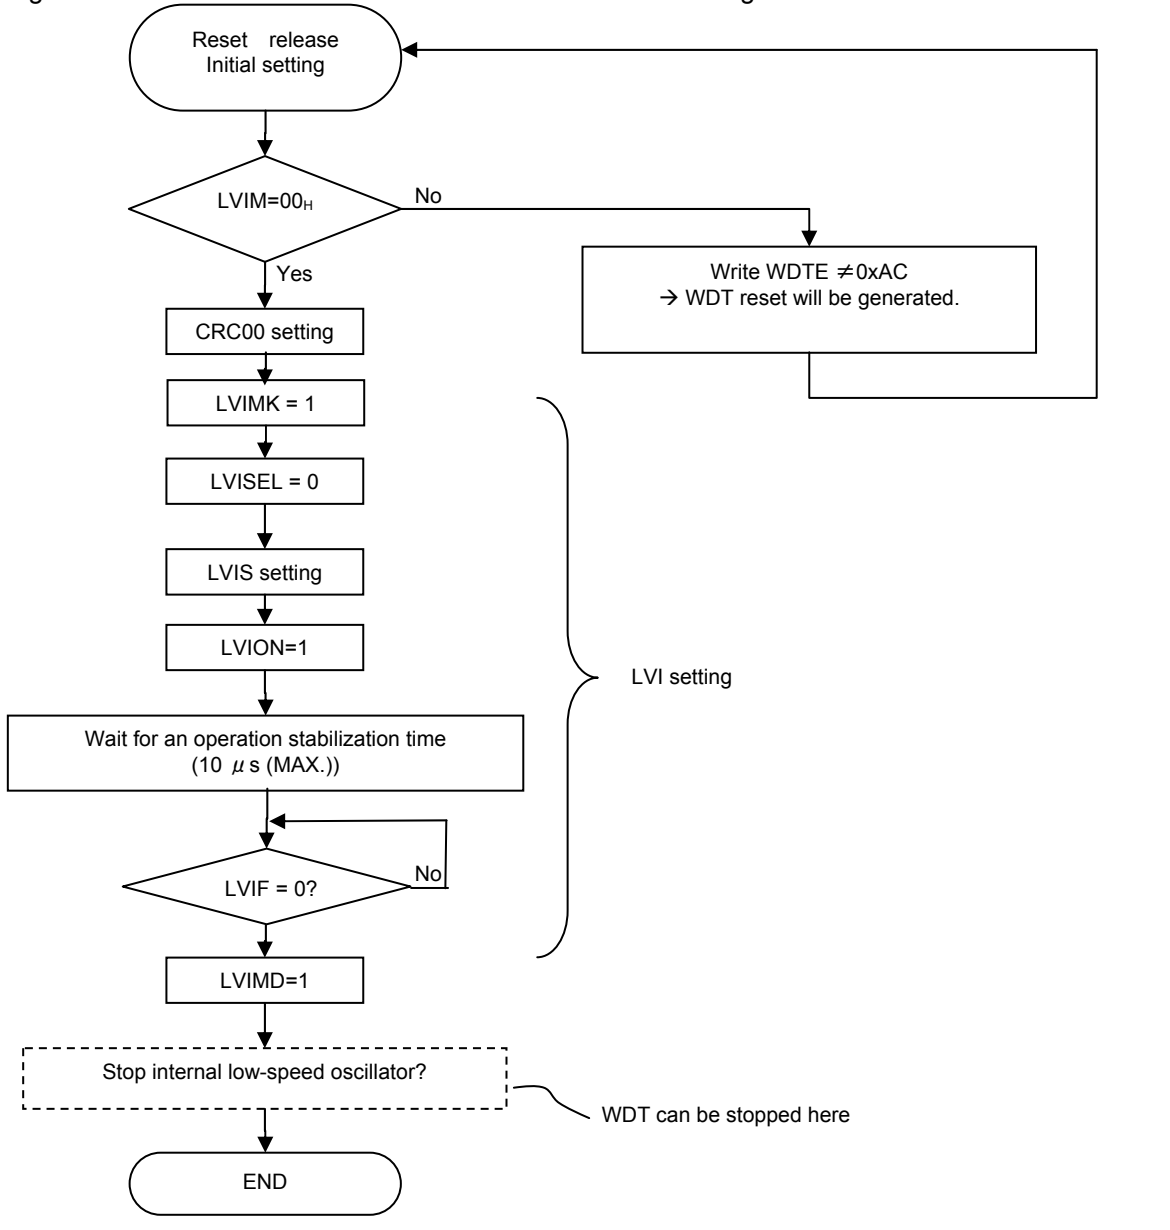 Reset release
Initial setting
LVIM=00H
No
Write WDTE ≠0xAC
→ WDT reset will be generated.
Yes
CRC00 setting
LVIMK = 1
LVISEL = 0
LVIS setting
LVION=1
LVI setting
Wait for an operation stabilization time
(10 μs (MAX.))
No
LVIF = 0?
LVIMD=1
Stop internal low-speed oscillator?
WDT can be stopped here
END